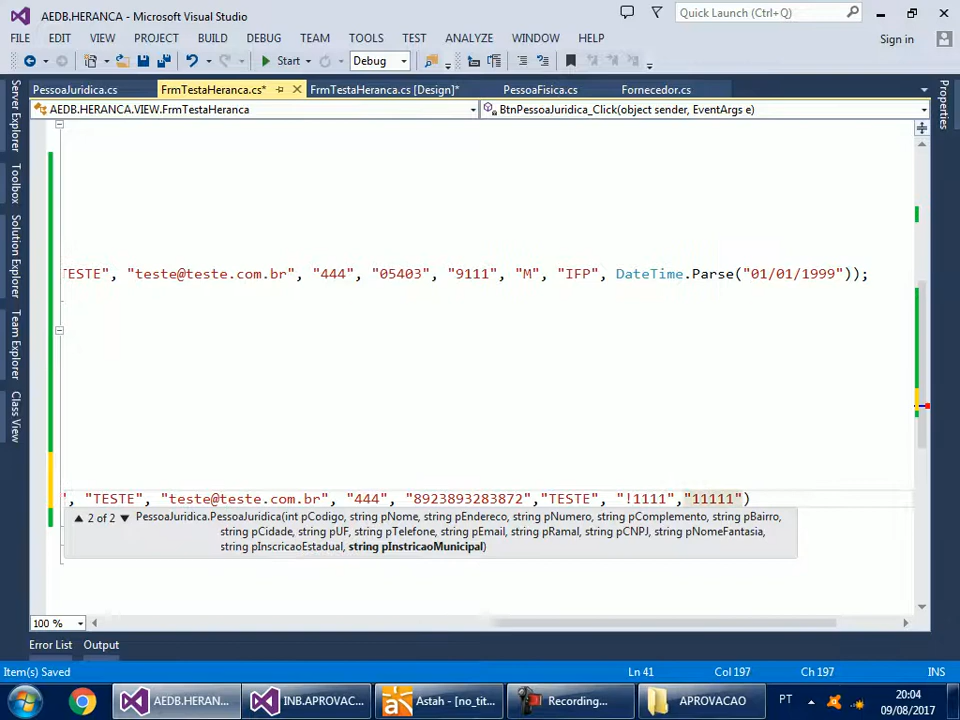 AEDB.HERANCA - Microsoft Visual Studio
Quick Launch (Ctrl+Q)
FILE EDIT VIEW PROJECT BUILD DEBUG TEAM TOOLS TEST ANALYZE WINDOW HELP
Sign in
Start Debug
PessoaJuridica.cs FrmTestaHeranca.cs* FrmTestaHeranca.cs [Design]* PessoaFisica.cs Fornecedor.cs
AEDB.HERANCA.VIEW.FrmTestaHeranca BtnPessoaJuridica_Click(object sender, EventArgs e)
Server Explorer
Toolbox
Solution Explorer
Team Explorer
Class View
Properties
TESTE", "teste@teste.com.br", "444", "05403", "9111", "M", "IFP", DateTime.Parse("01/01/1999"));
", "TESTE", "teste@teste.com.br", "444", "8923893283872","TESTE", "!1111","11111")
2 of 2 PessoaJuridica.PessoaJuridica(int pCodigo, string pNome, string pEndereco, string pNumero, string pComplemento, string pBairro,
string pCidade, string pUF, string pTelefone, string pEmail, string pRamal, string pCNPJ, string pNomeFantasia,
string pInscricaoEstadual, string pInstricaoMunicipal)
100 %
Error List Output
Item(s) Saved Ln 41 Col 197 Ch 197 INS
AEDB.HERAN... INB.APROVAC... Astah - [no_tit... Recording... APROVACAO PT 20:04
09/08/2017